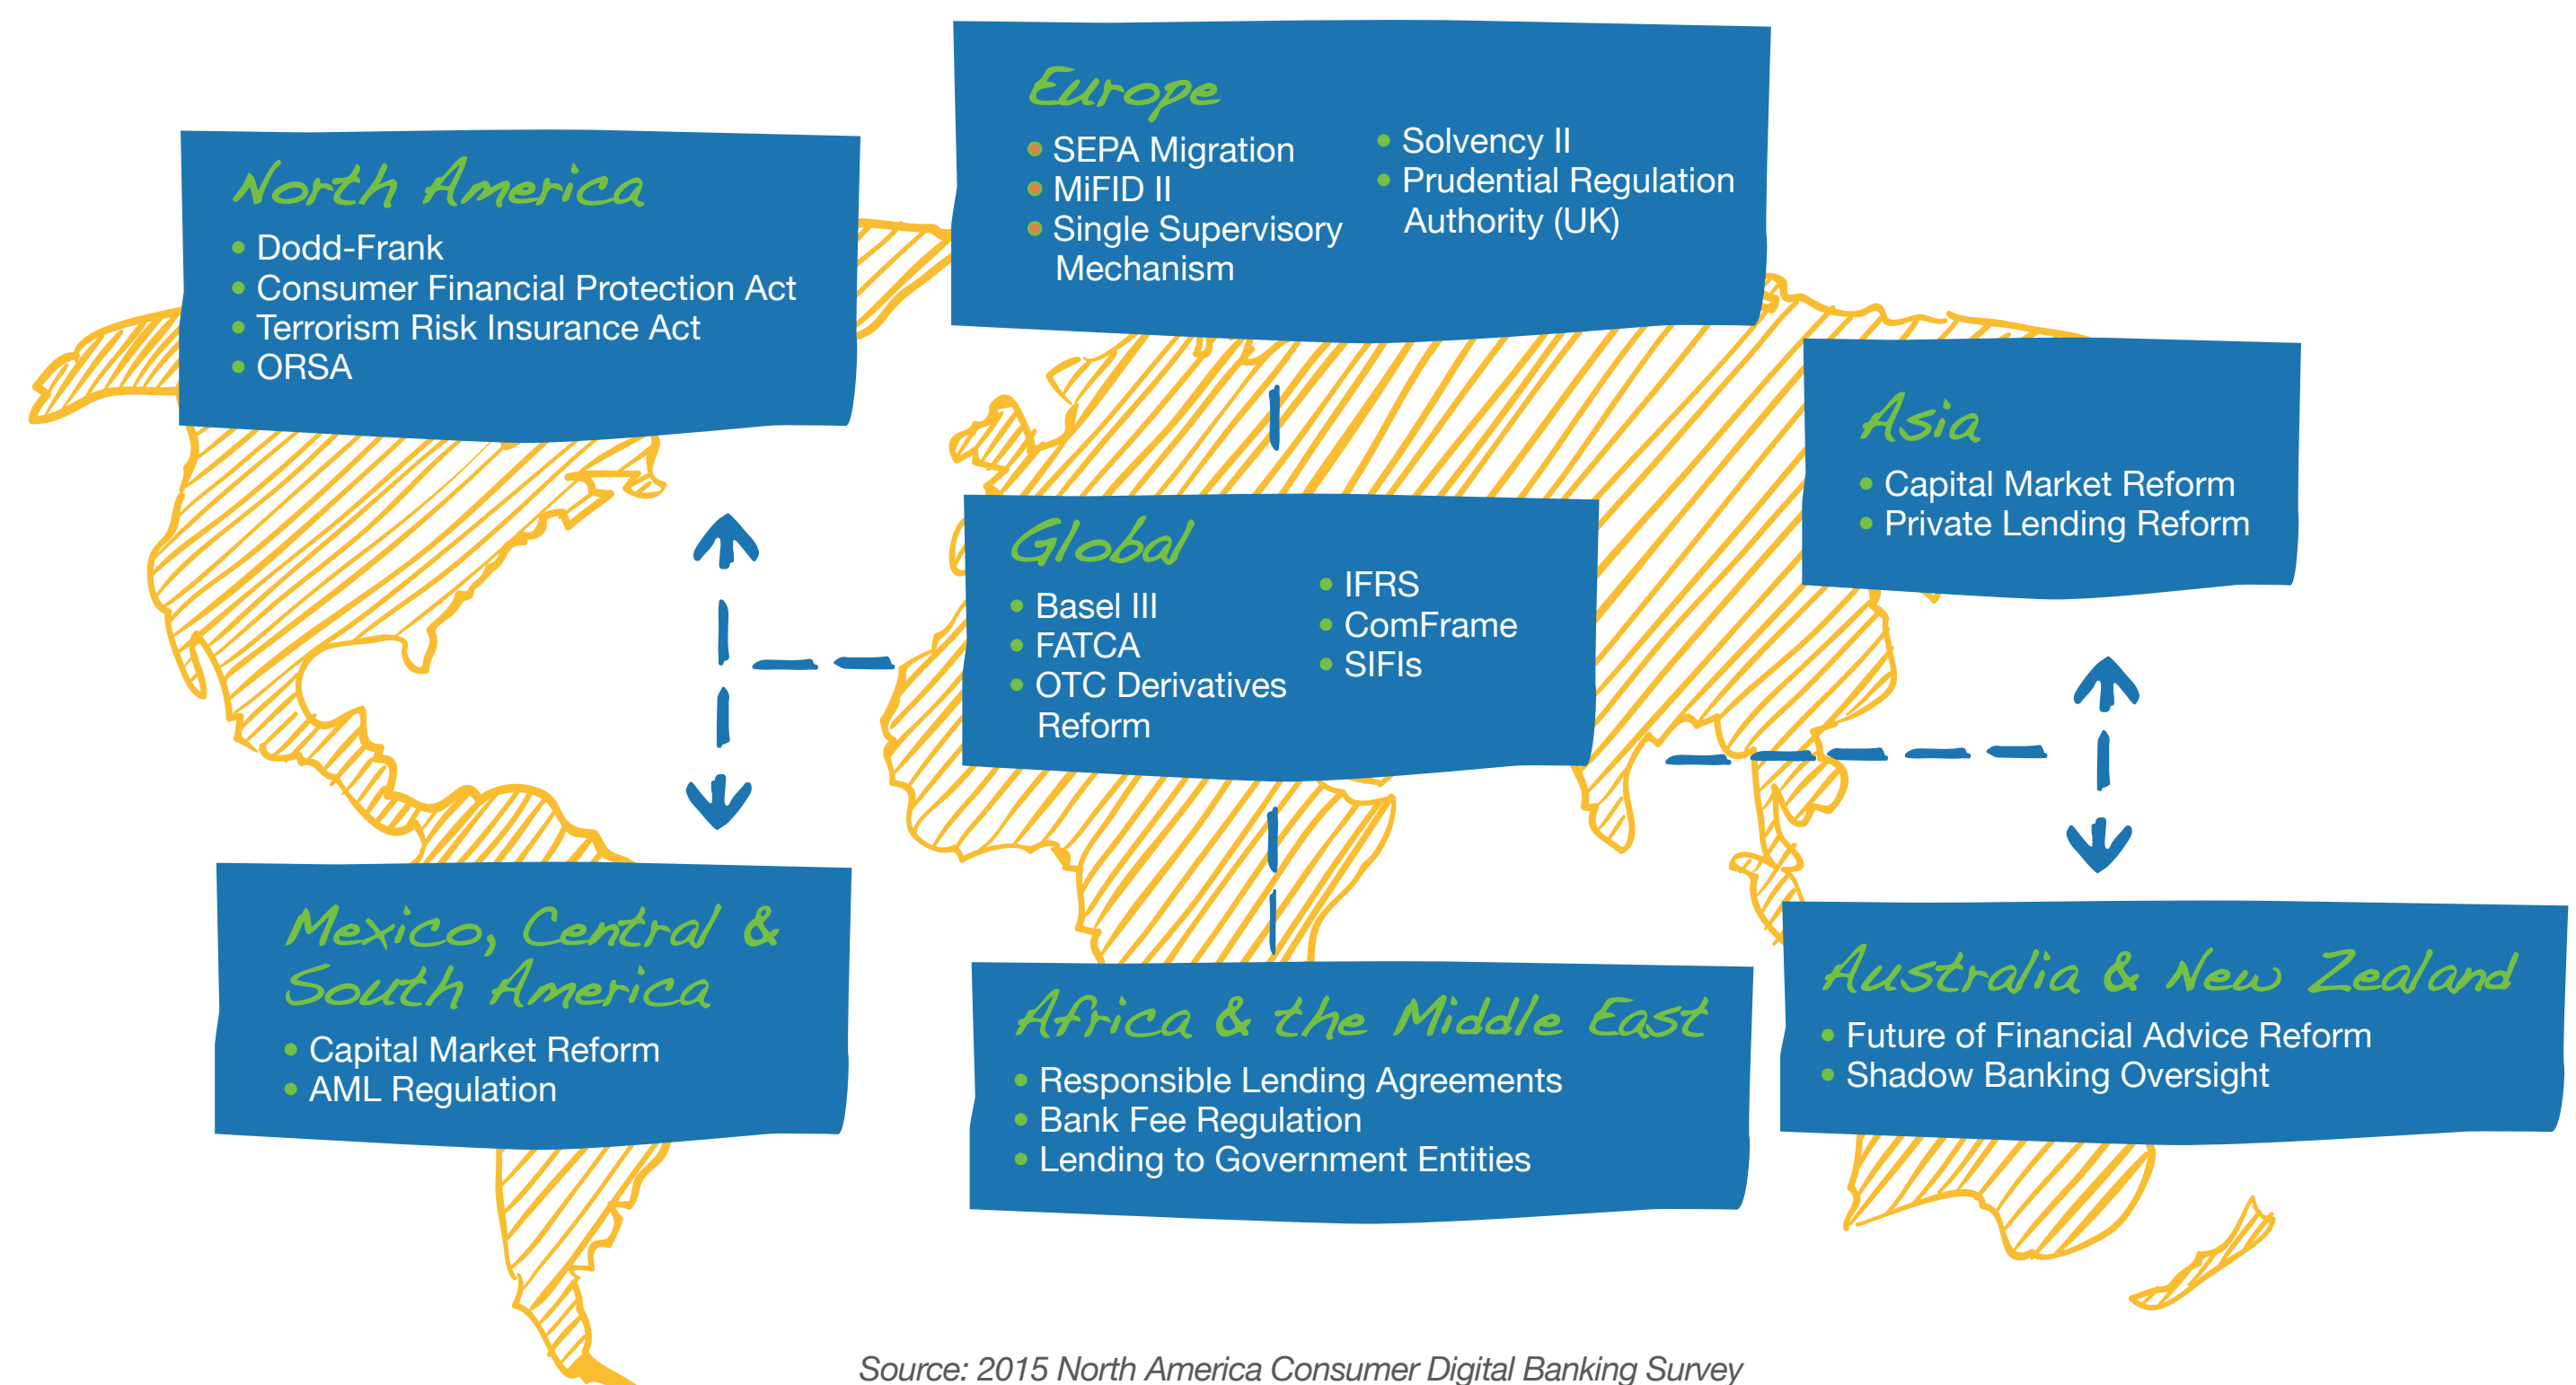 Europe
• SEPA Migration
• MiFID II
• Single Supervisory
Mechanism
• Solvency II
• Prudential Regulation
Authority (UK)
North America
• Dodd-Frank
• Consumer Financial Protection Act
• Terrorism Risk Insurance Act
• ORSA
Asia
• Capital Market Reform
• Private Lending Reform
Global
• Basel III
• FATCA
• OTC Derivatives
Reform
• IFRS
• ComFrame
• SIFIs
Mexico, Central &
South America
• Capital Market Reform
• AML Regulation
Africa & the Middle East
• Responsible Lending Agreements
• Bank Fee Regulation
• Lending to Government Entities
Australia & New Zealand
• Future of Financial Advice Reform
• Shadow Banking Oversight
Source: 2015 North America Consumer Digital Banking Survey